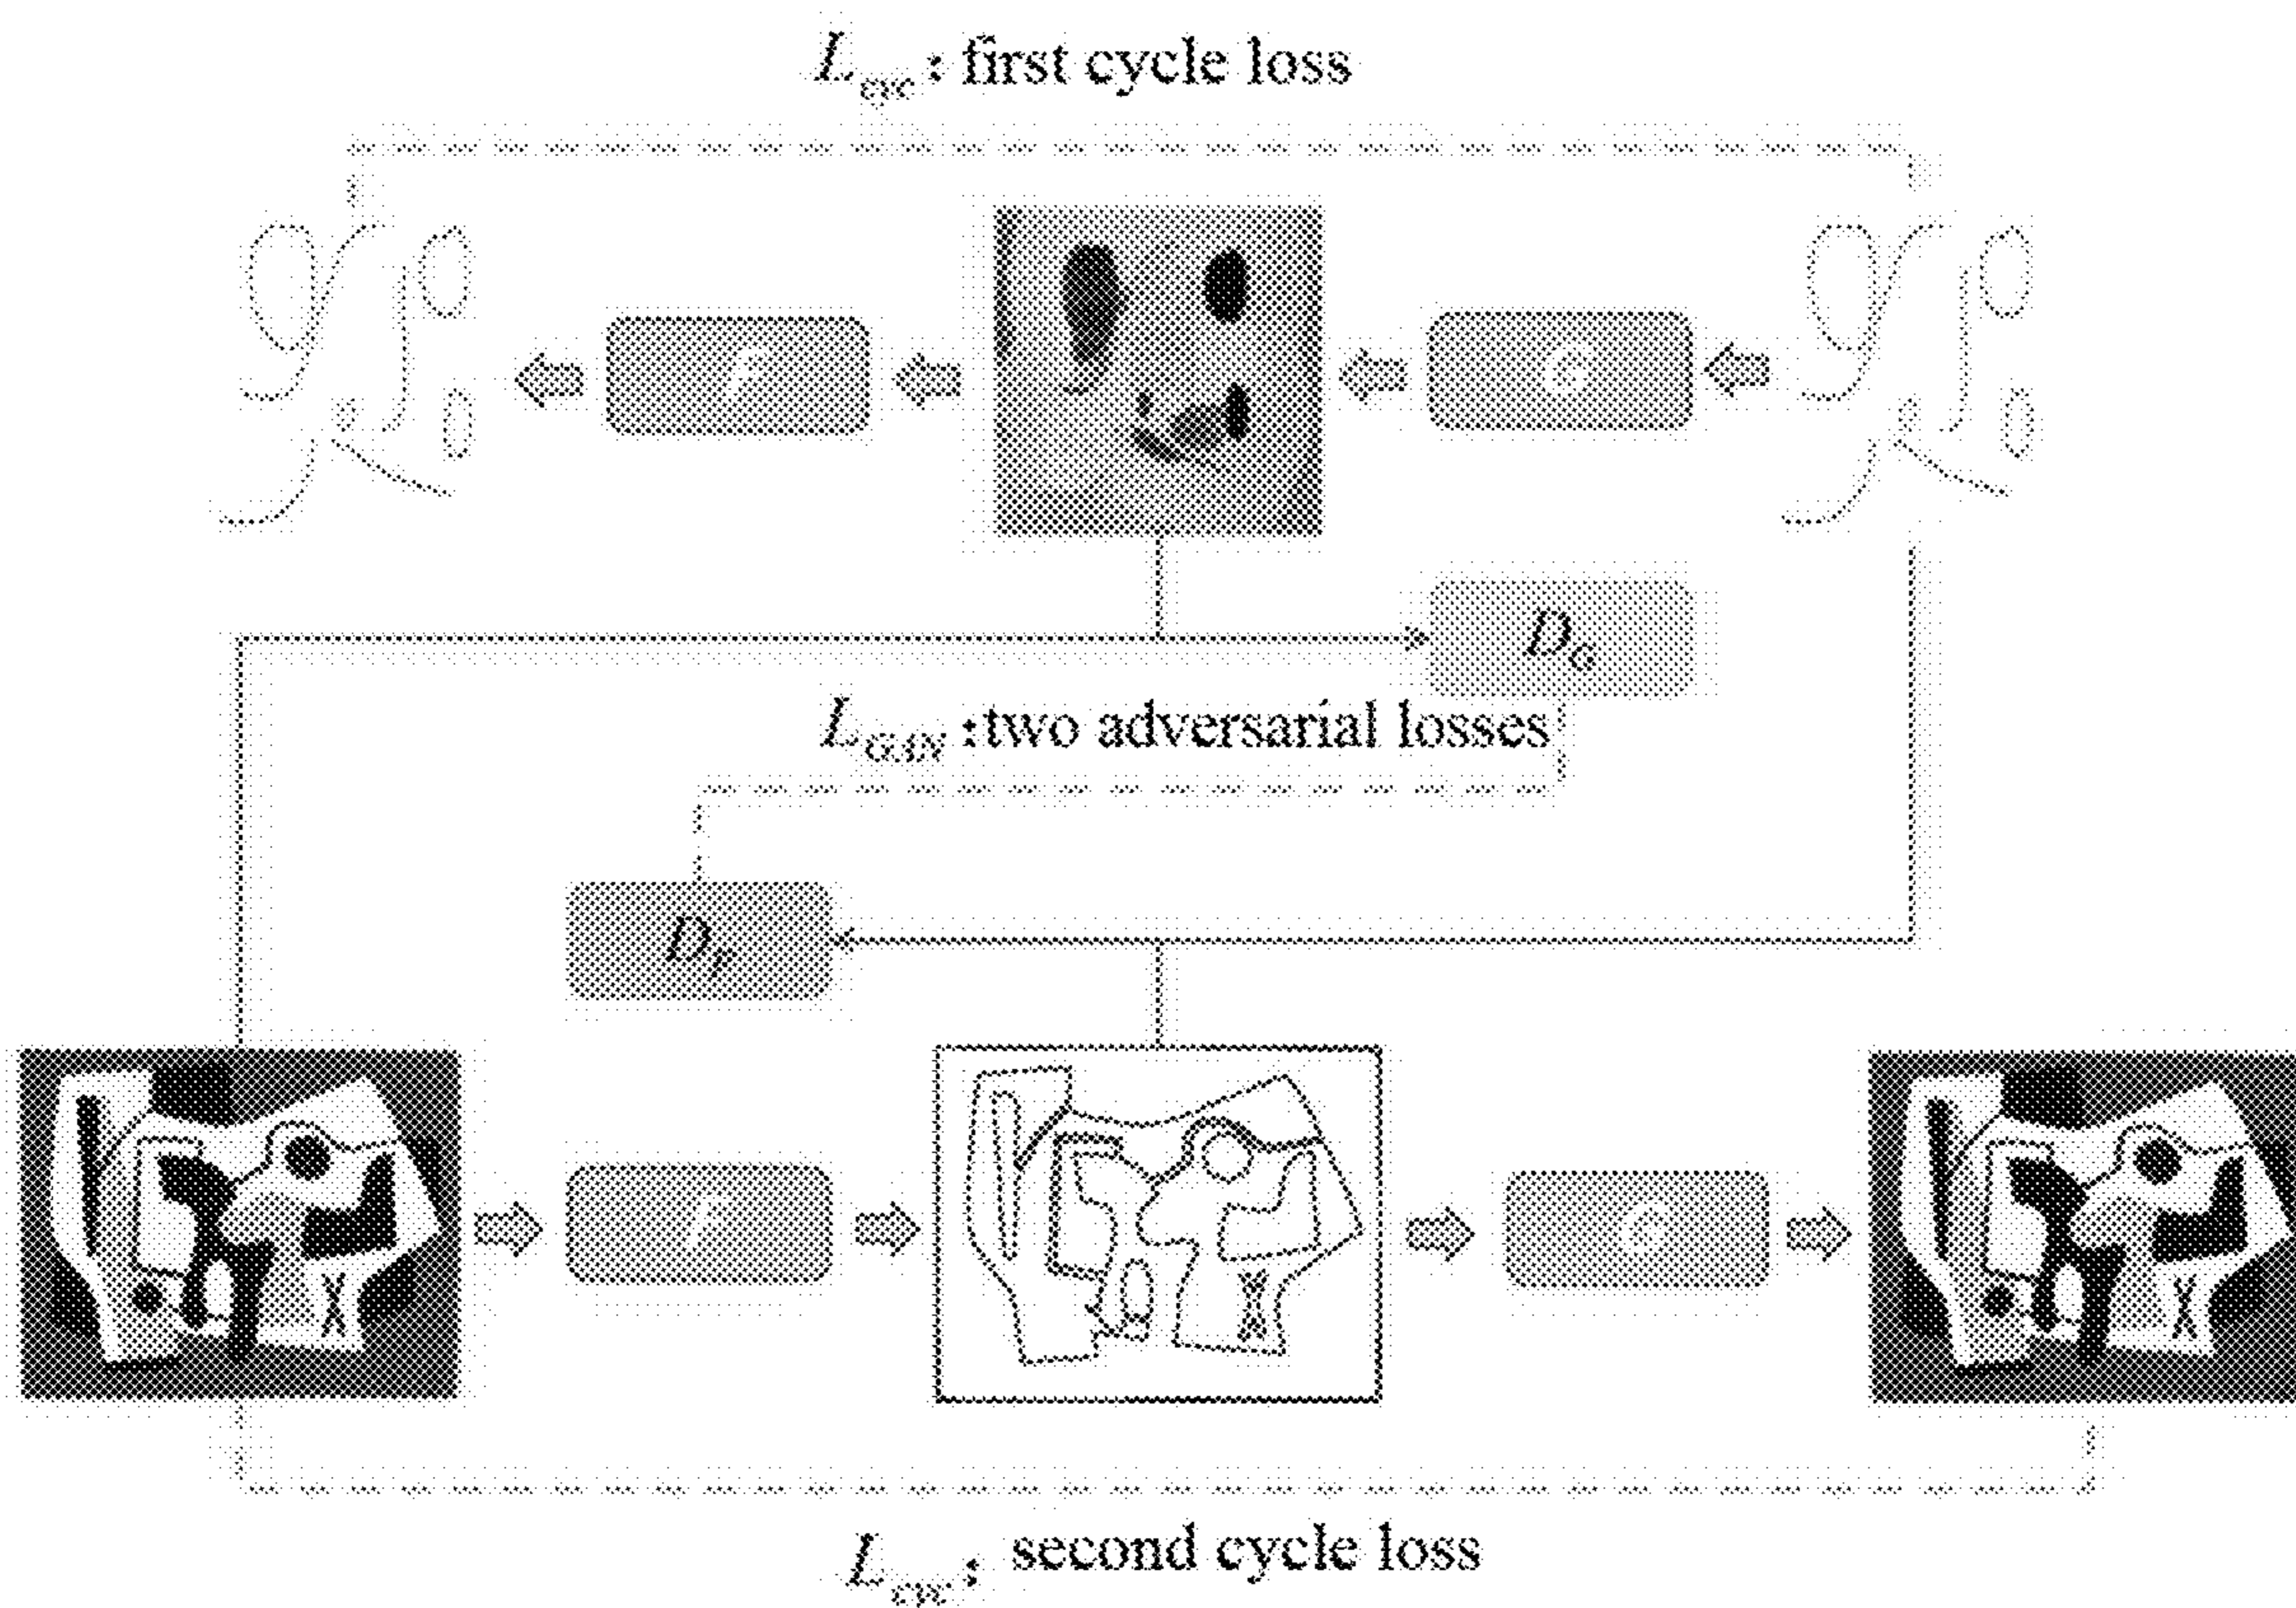 L_cyc: first cycle loss
F
G
D_G
L_GAN :two adversarial losses
D_F
F
G
L_cyc: second cycle loss